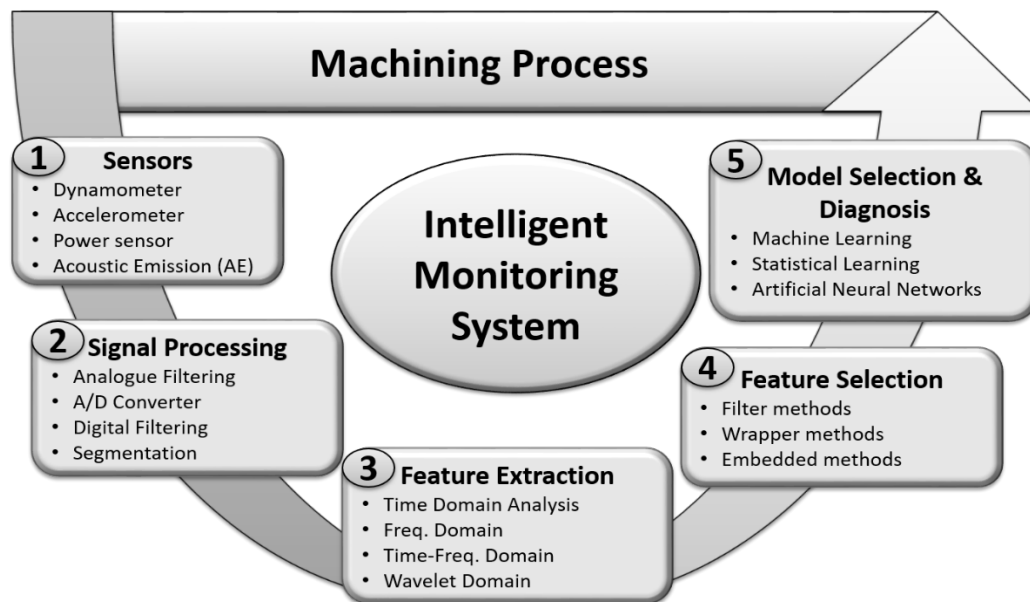 Machining Process
1
Sensors
• Dynamometer
• Accelerometer
• Power sensor
• Acoustic Emission (AE)
2
Signal Processing
• Analogue Filtering
• A/D Converter
• Digital Filtering
• Segmentation
3
Feature Extraction
• Time Domain Analysis
• Freq. Domain
• Time-Freq. Domain
• Wavelet Domain
4
Feature Selection
• Filter methods
• Wrapper methods
• Embedded methods
5
Model Selection &
Diagnosis
• Machine Learning
• Statistical Learning
• Artificial Neural Networks
Intelligent
Monitoring
System